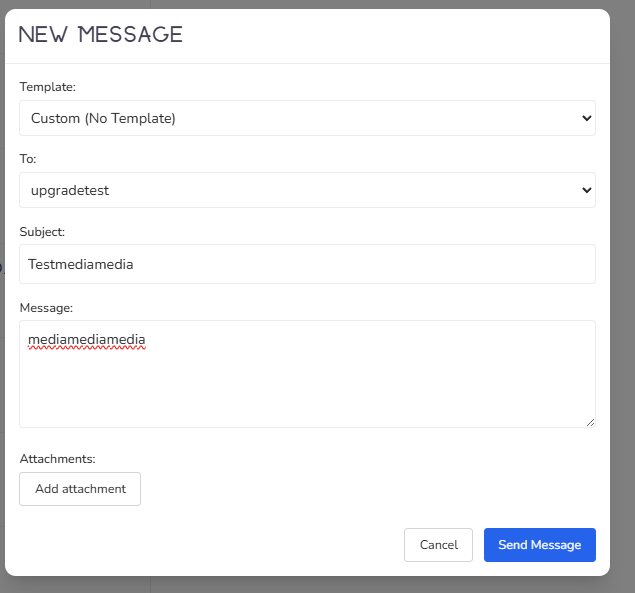 NEW MESSAGE
Template:
Custom (No Template)
To:
upgradetest
Subject:
Testmediamedia
Message:
mediamediamedia
Attachments:
Add attachment
Cancel
Send Message